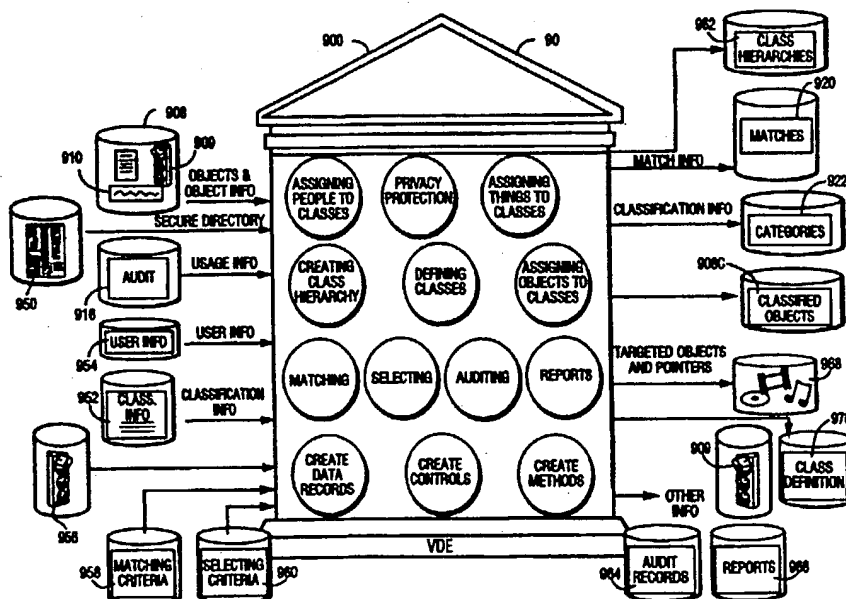 900
90
962
CLASS
HIERARCHIES
920
MATCHES
MATCH INFO
908
909
910
OBJECTS &
OBJECT INFO
SECURE DIRECTORY
950
ASSIGNING
PEOPLE TO
CLASSES
PRIVACY
PROTECTION
ASSIGNING
THINGS TO
CLASSES
CLASSIFICATION INFO
922
CATEGORIES
AUDIT
916
USAGE INFO
CREATING
CLASS
HIERARCHY
DEFINING
CLASSES
ASSIGNING
OBJECTS TO
CLASSES
908C
CLASSIFIED
OBJECTS
USER INFO
954
USER INFO
952
CLASS.
INFO
CLASSIFICATION
INFO
MATCHING
SELECTING
AUDITING
REPORTS
TARGETED OBJECTS
AND POINTERS
968
956
CREATE
DATA
RECORDS
CREATE
CONTROLS
CREATE
METHODS
OTHER
INFO
909
CLASS
DEFINITION
MATCHING
CRITERIA
958
SELECTING
CRITERIA
960
VDE
964
AUDIT
RECORDS
REPORTS
966